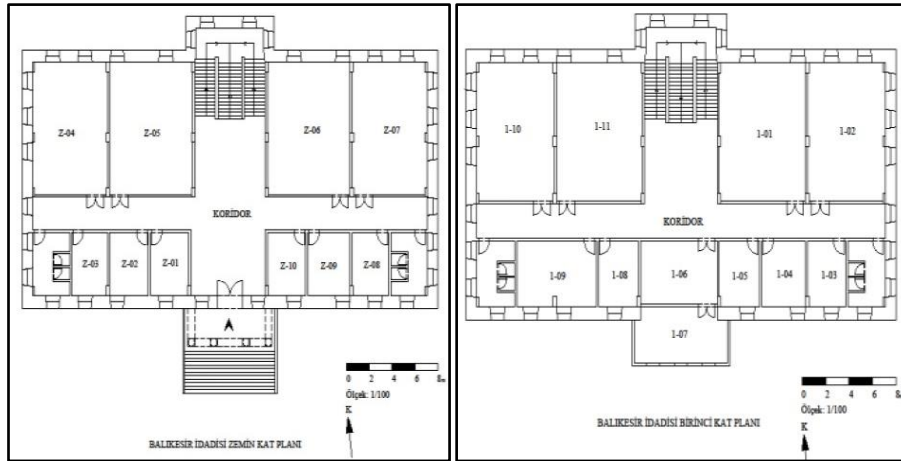 Z-04
Z-05
Z-06
Z-07
KORİDOR
Z-03
Z-02
Z-01
Z-10
Z-09
Z-08
0 2 4 6 8m
Ölçek: 1/100
K
BALIKESİR İDADİSİ ZEMİN KAT PLANI
1-10
1-11
1-01
1-02
KORİDOR
1-09
1-08
1-06
1-05
1-04
1-03
1-07
0 2 4 6 8
Ölçek: 1/100
K
BALIKESİR İDADİSİ BİRİNCİ KAT PLANI